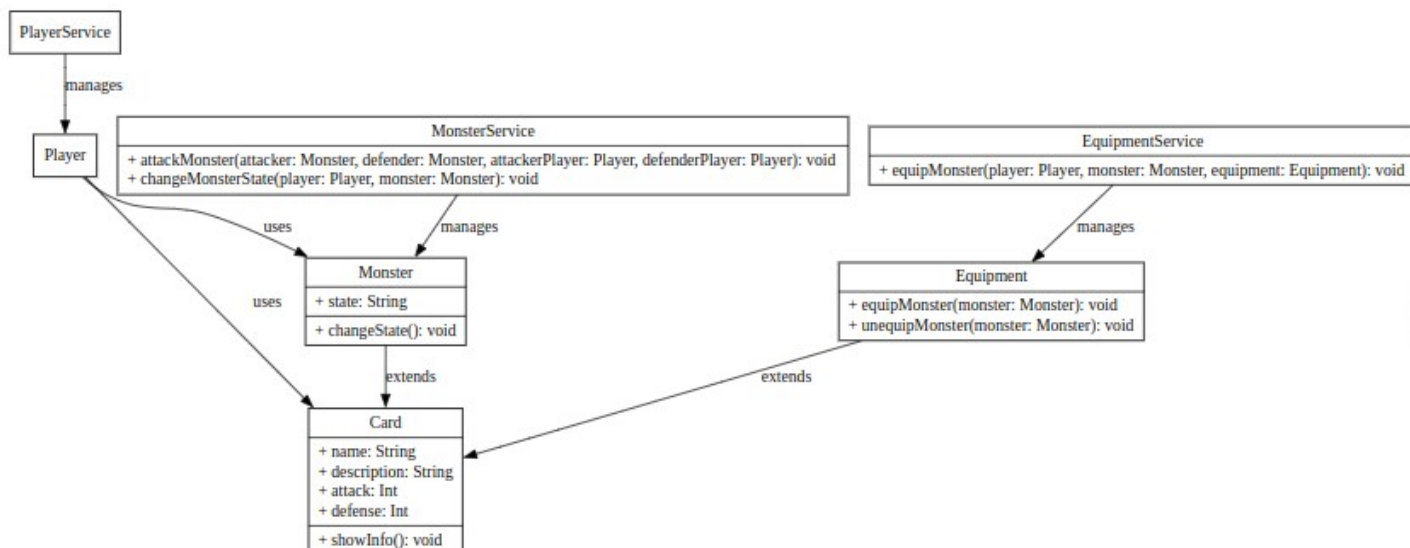 PlayerService
manages
Player
MonsterService
+ attackMonster(attacker: Monster, defender: Monster, attackerPlayer: Player, defenderPlayer: Player): void
+ changeMonsterState(player: Player, monster: Monster): void
EquipmentService
+ equipMonster(player: Player, monster: Monster, equipment: Equipment): void
uses
manages
manages
Monster
+ state: String
+ changeState(): void
Equipment
+ equipMonster(monster: Monster): void
+ unequipMonster(monster: Monster): void
uses
extends
extends
Card
+ name: String
+ description: String
+ attack: Int
+ defense: Int
+ showInfo(): void